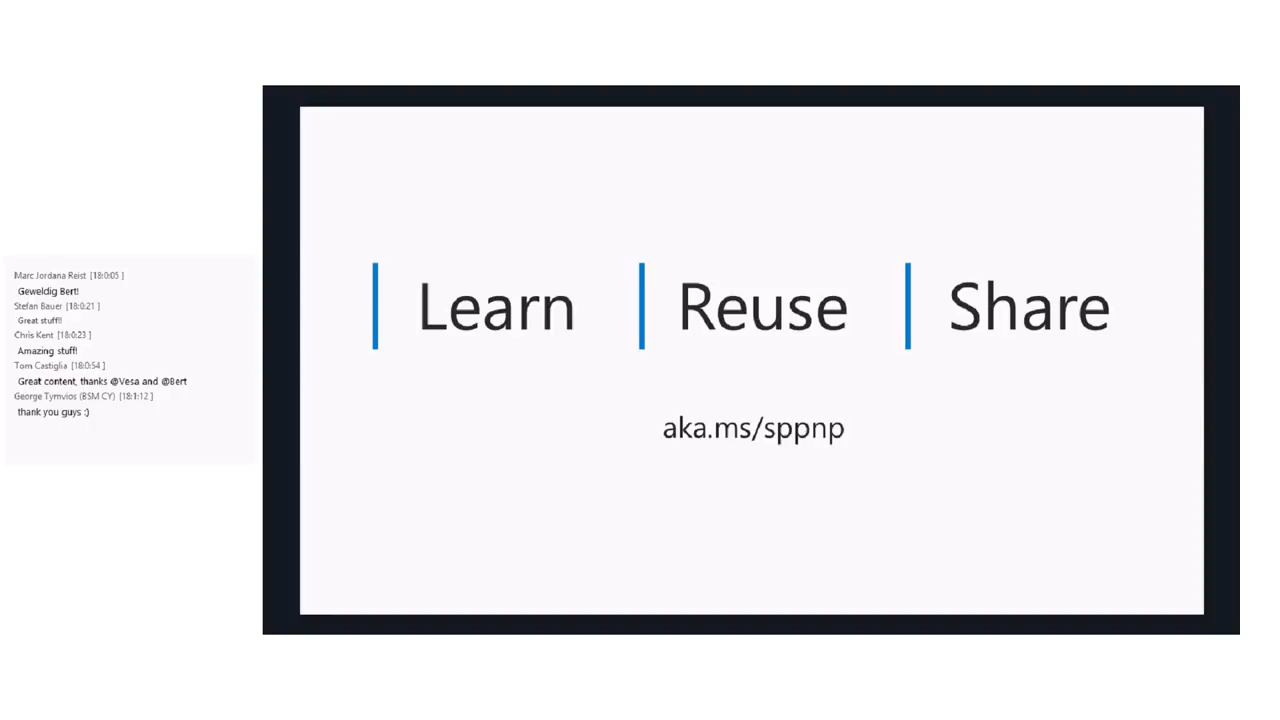 Marc Jordana Reist [18:0:05 ]
Geweldig Bert!
Stefan Bauer [18:0:21 ]
Great stuff!!
Chris Kent [18:0:23 ]
Amazing stuff!
Tom Castiglia [18:0:54 ]
Great content, thanks @Vesa and @Bert
George Tymvios (BSM CY) [18:1:12 ]
thank you guys :)
Learn Reuse Share
aka.ms/sppnp